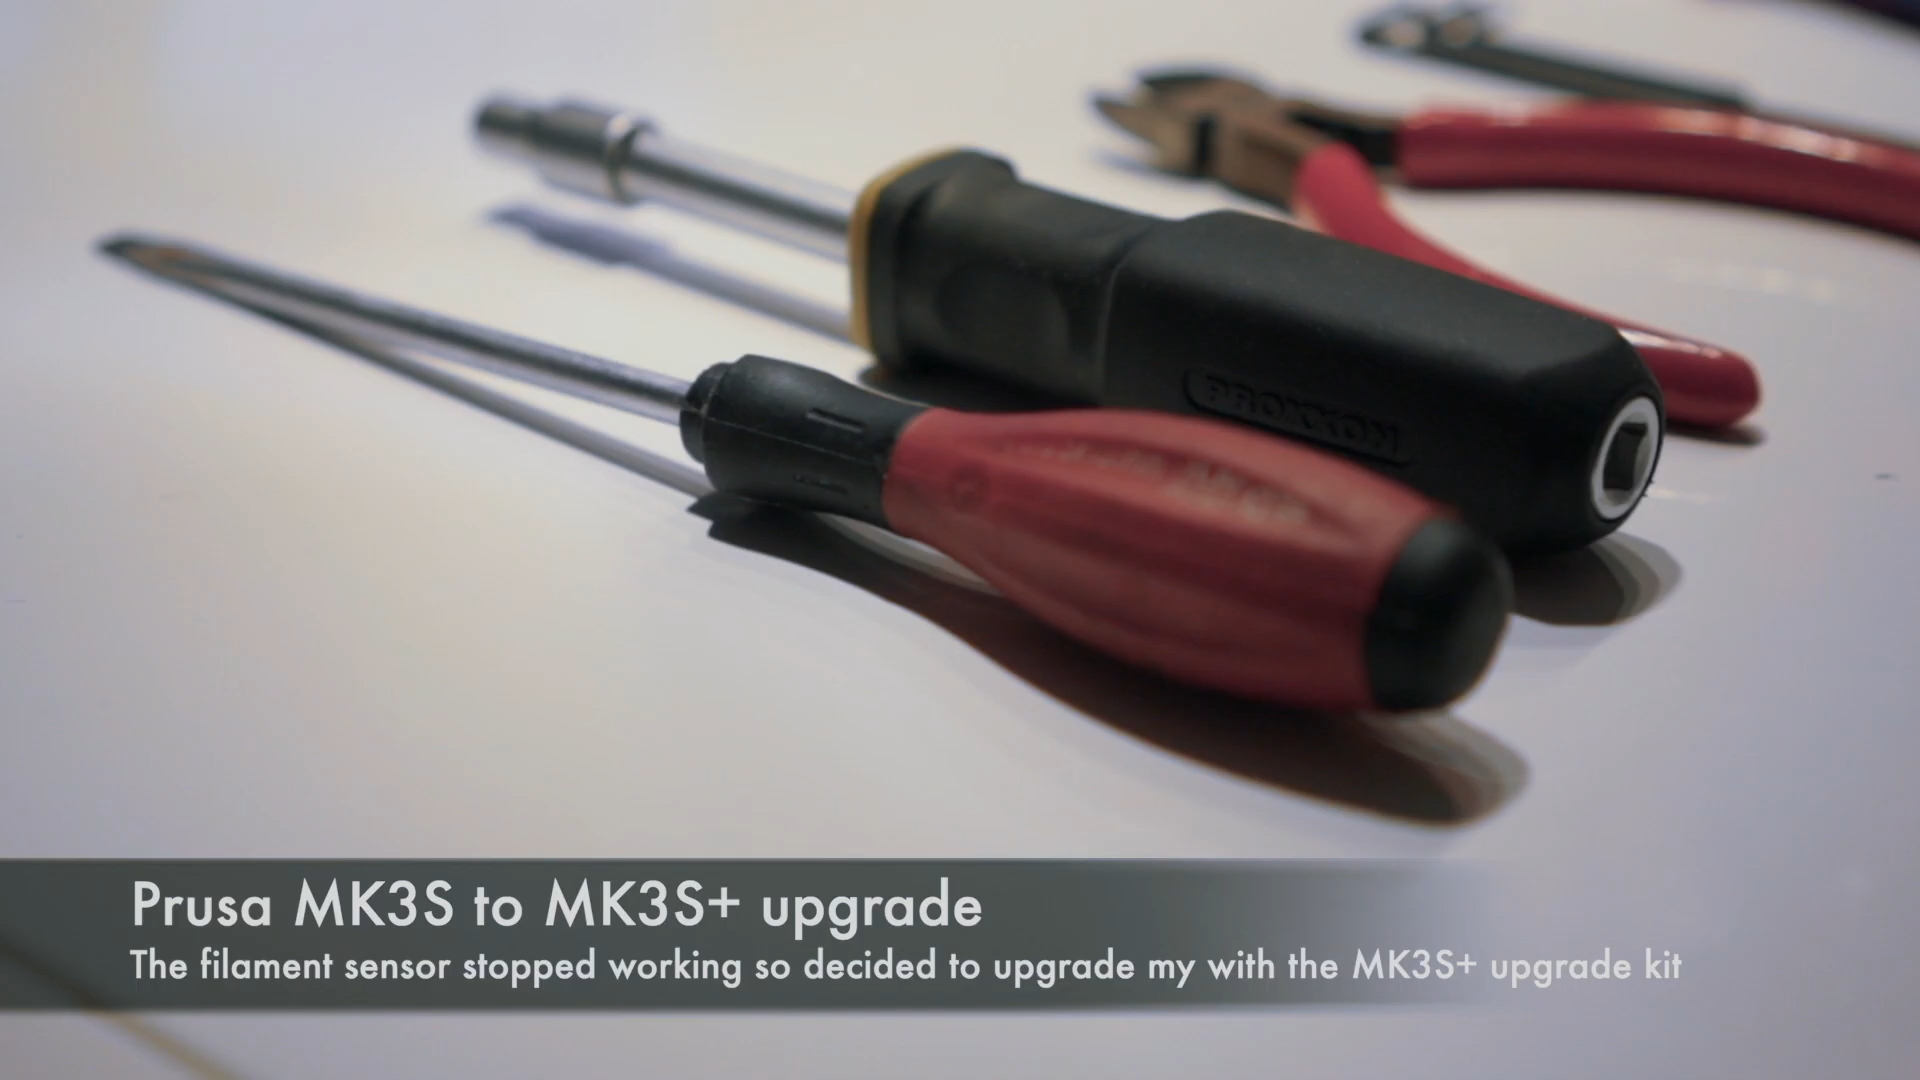 PROXXON
Prusa MK3S to MK3S+ upgrade
The filament sensor stopped working so decided to upgrade my with the MK3S+ upgrade kit